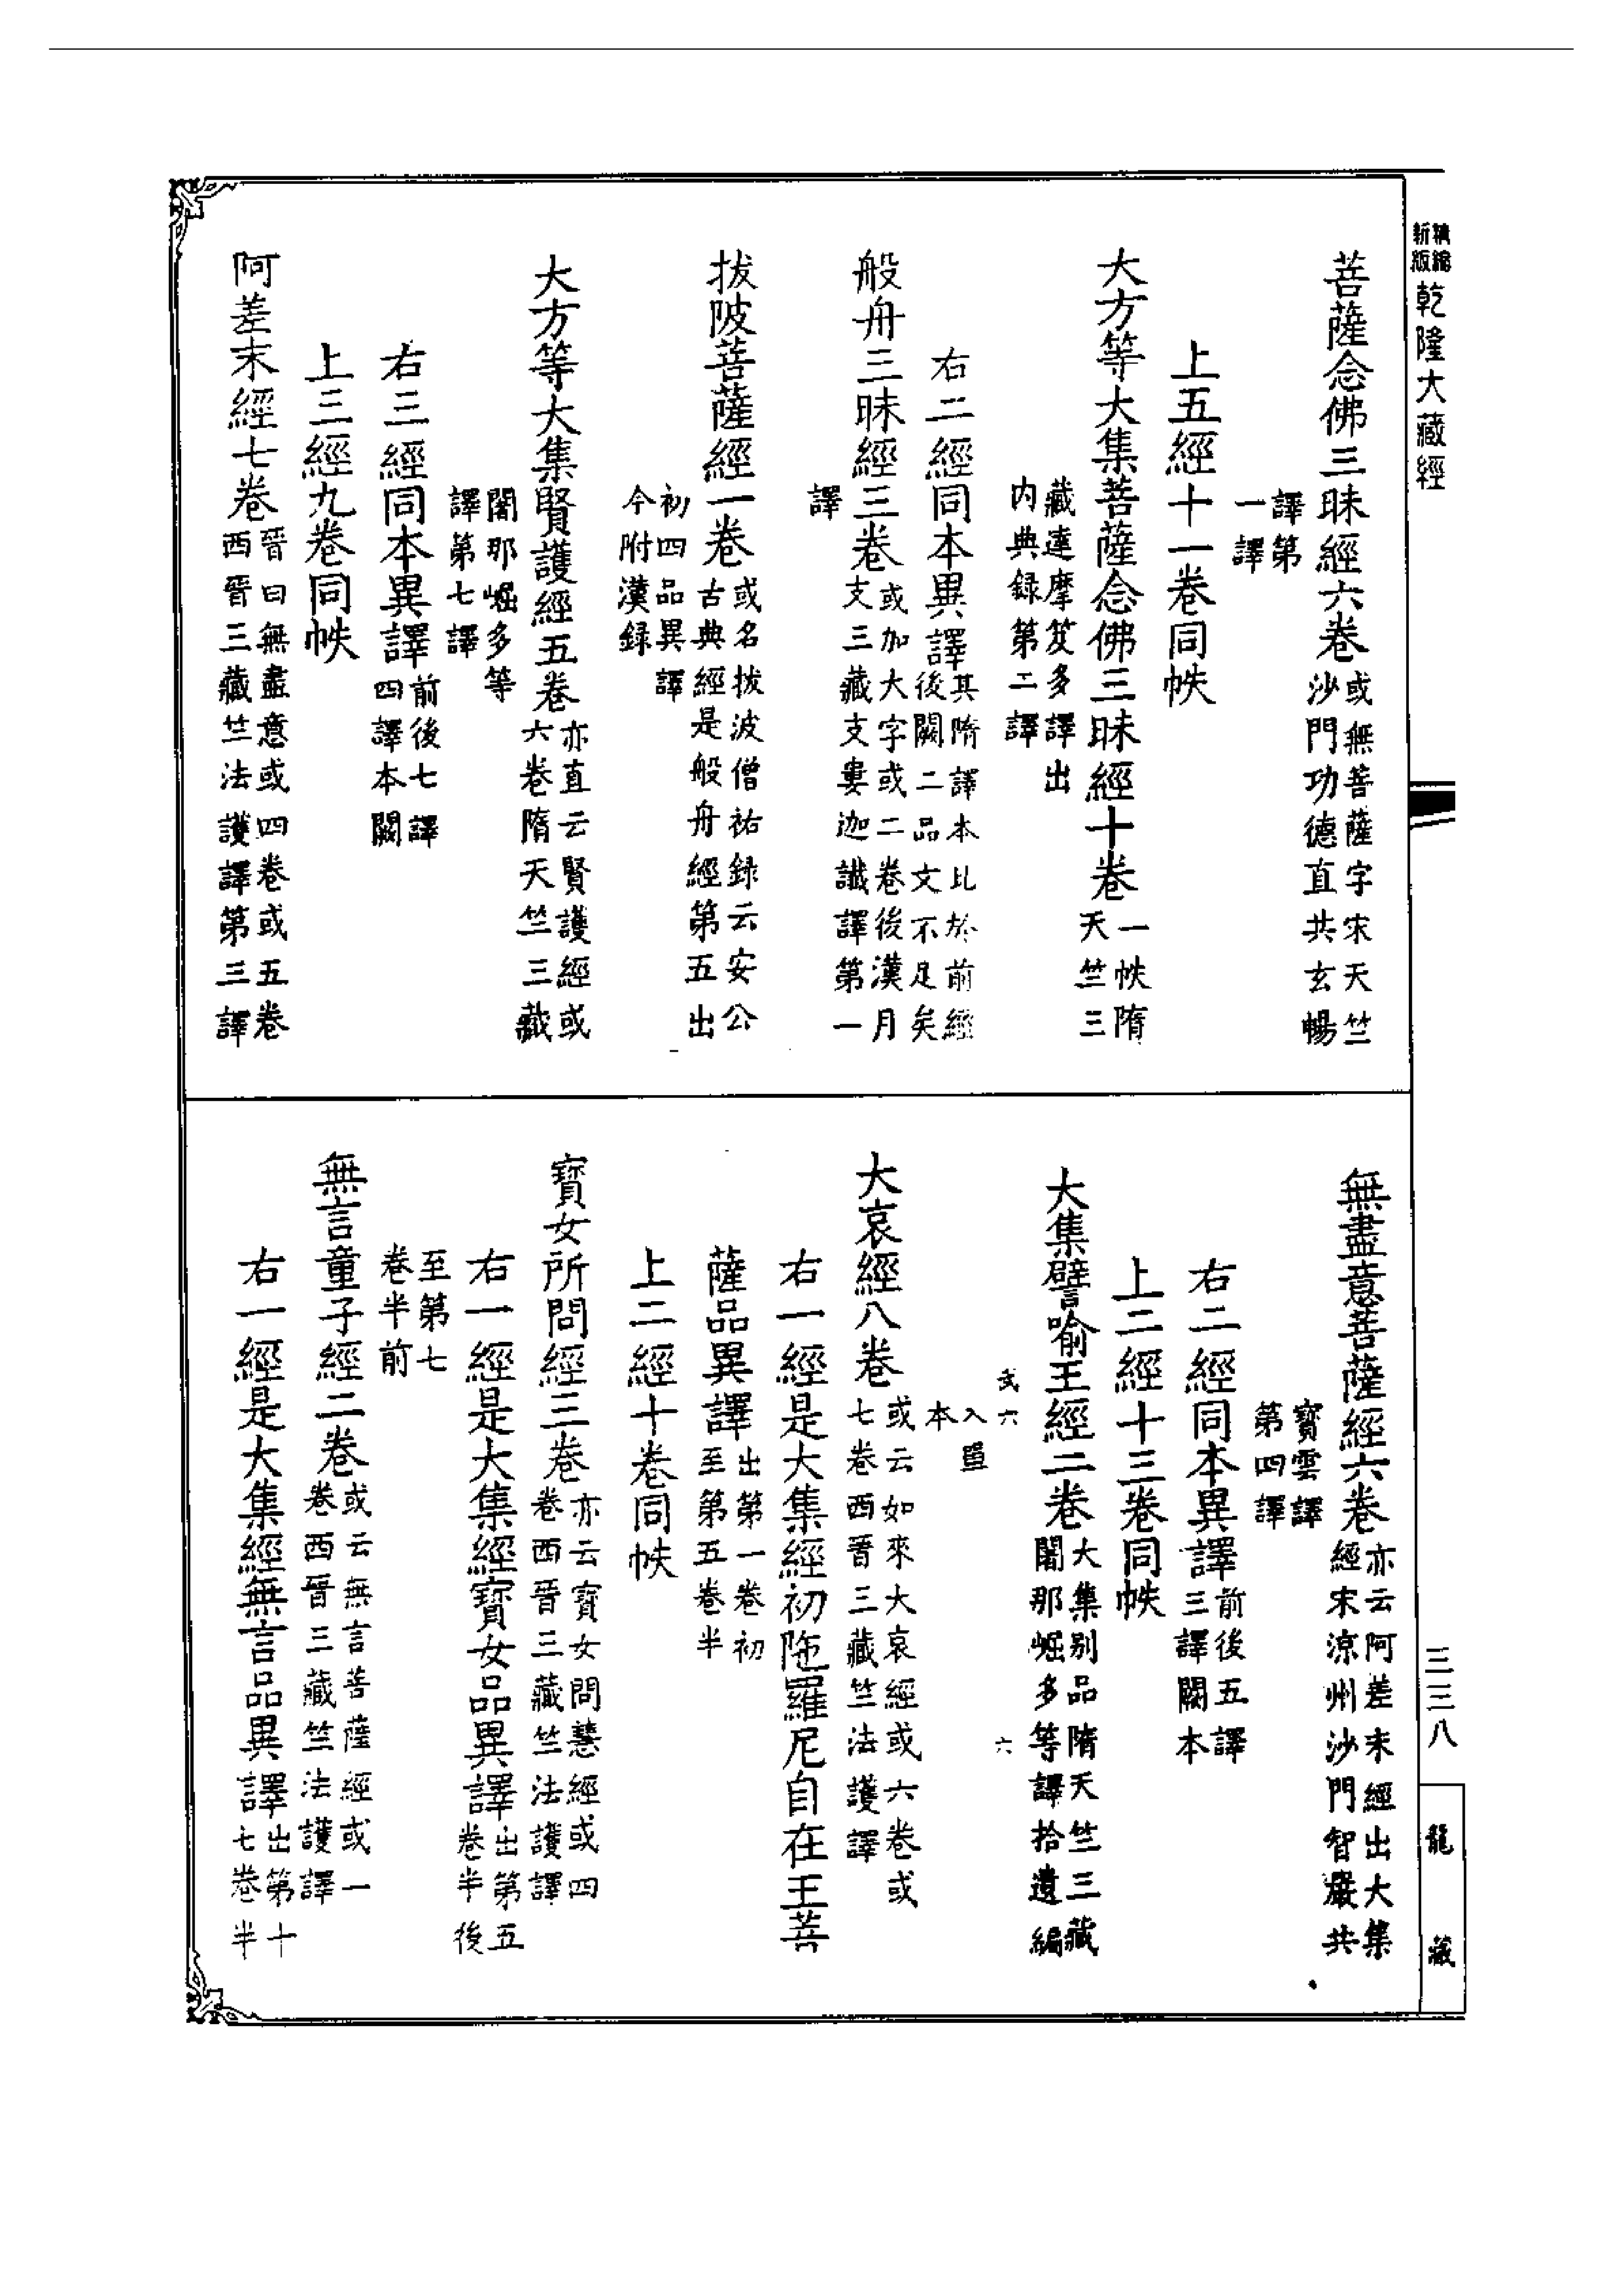 精縮
新版
乾隆大藏經
菩薩念佛三昧經六卷
或無菩薩字宋天竺
沙門功德直共玄暢
譯第
一譯
上五經十一卷同帙
大方等大集菩薩念佛三昧經十卷
一帙隋
天竺三
藏達摩笈多譯出
內典録第二譯
右二經同本異譯
其隋譯本比於前經
後闕二品文不足矣
般舟三昧經三卷
或加大字或二卷後漢月
支三藏支婁迦讖譯第一
譯
拔陂菩薩經一卷
或名拔波僧祐録云安公
古典經是般舟經第五出
初四品異譯
今附漢録
大方等大集賢護經五卷
亦直云賢護經或
六卷隋天竺三藏
闍那崛多等
譯第七譯
右三經同本異譯
前後七譯
四譯本闕
上三經九卷同帙
阿差末經七卷
晉曰無盡意或四卷或五卷
西晉三藏竺法護譯第三譯
無盡意菩薩經六卷
亦云阿差末經出大集
經宋涼州沙門智嚴共
寶雲譯
第四譯
右二經同本異譯
前後五譯
三譯闕本
上二經十三卷同帙
大集譬喻王經二卷
大集別品隋天竺三藏
闍那崛多等譯拾遺編
武六
六
入單
本
大哀經八卷
或云如來大哀經或六卷或
七卷西晉三藏竺法護譯
右一經是大集經初陁羅尼自在王菩
薩品異譯
出第一卷初
至第五卷半
上二經十卷同帙
寶女所問經三卷
亦云寶女問慧經或四
卷西晉三藏竺法護譯
右一經是大集經寶女品異譯
出第五
卷半後
至第七
卷半前
無言童子經二卷
或云無言菩薩經或一
卷西晉三藏竺法護譯
右一經是大集經無言品異譯
出第十
七卷半
三三八
龍藏